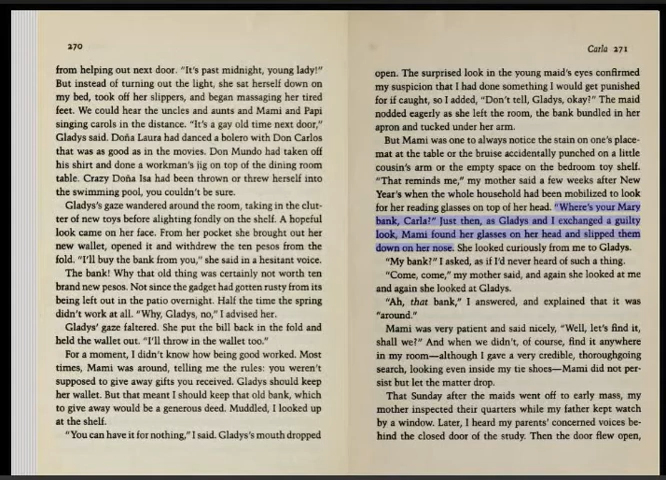 270
from helping out next door. "It's past midnight, young lady!"
But instead of turning out the light, she sat herself down on
my bed, took off her slippers, and began massaging her tired
feet. We could hear the uncles and aunts and Mami and Papi
singing carols in the distance. "It's a gay old time next door,"
Gladys said. Doña Laura had danced a bolero with Don Carlos
that was as good as in the movies. Don Mundo had taken off
his shirt and done a workman's jig on top of the dining room
table. Crazy Doña Isa had been thrown or threw herself into
the swimming pool, you couldn't be sure.
Gladys's gaze wandered around the room, taking in the clut-
ter of new toys before alighting fondly on the shelf. A hopeful
look came on her face. From her pocket she brought out her
new wallet, opened it and withdrew the ten pesos from the
fold. "I'll buy the bank from you," she said in a hesitant voice.
The bank! Why that old thing was certainly not worth ten
brand new pesos. Not since the gadget had gotten rusty from its
being left out in the patio overnight. Half the time the spring
didn't work at all. "Why, Gladys, no," I advised her.
Gladys' gaze faltered. She put the bill back in the fold and
held the wallet out. "I'll throw in the wallet too."
For a moment, I didn't know how being good worked. Most
times, Mami was around, telling me the rules: you weren't
supposed to give away gifts you received. Gladys should keep
her wallet. But that meant I should keep that old bank, which
to give away would be a generous deed. Muddled, I looked up
at the shelf.
"You can have it for nothing," I said. Gladys's mouth dropped
Carla 271
open. The surprised look in the young maid's eyes confirmed
my suspicion that I had done something I would get punished
for if caught, so I added, "Don't tell, Gladys, okay?" The maid
nodded eagerly as she left the room, the bank bundled in her
apron and tucked under her arm.
But Mami was one to always notice the stain on one's place-
mat at the table or the bruise accidentally punched on a little
cousin's arm or the empty space on the bedroom toy shelf.
"That reminds me," my mother said a few weeks after New
Year's when the whole household had been mobilized to look
for her reading glasses on top of her head. "Where's your Mary
bank, Carla?" Just then, as Gladys and I exchanged a guilty
look, Mami found her glasses on her head and slipped them
down on her nose. She looked curiously from me to Gladys.
"My bank?" I asked, as if I'd never heard of such a thing.
"Come, come," my mother said, and again she looked at me
and again she looked at Gladys.
"Ah, that bank," I answered, and explained that it was
"around."
Mami was very patient and said nicely, "Well, let's find it,
shall we?" And when we didn't, of course, find it anywhere
in my room—although I gave a very credible, thoroughgoing
search, looking even inside my tie shoes—Mami did not per-
sist but let the matter drop.
That Sunday after the maids went off to early mass, my
mother inspected their quarters while my father kept watch
by a window. Later, I heard my parents' concerned voices be-
hind the closed door of the study. Then the door flew open,